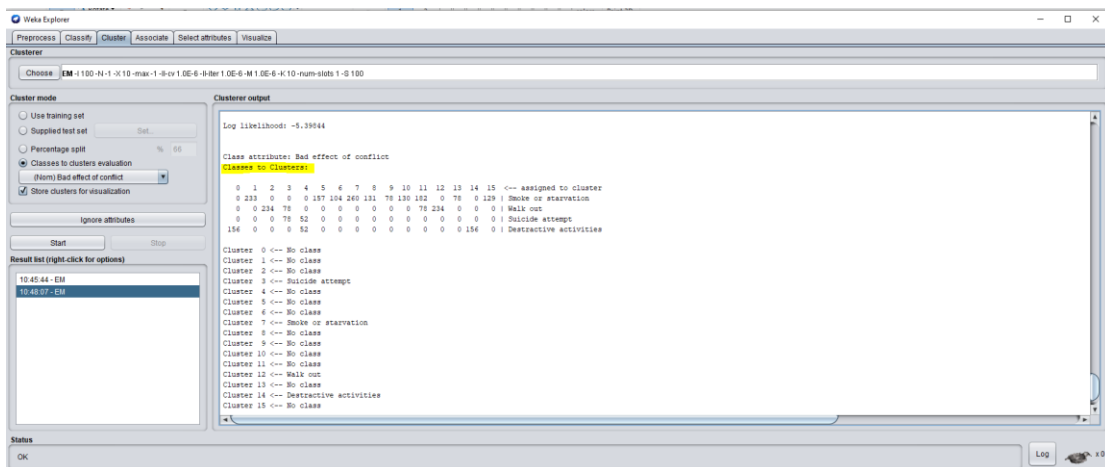 Weka Explorer
Preprocess Classify Cluster Associate Select attributes Visualize
Clusterer
Choose EM -I 100 -N -1 -X 10 -max -1 -ll-cv 1.0E-6 -ll-iter 1.0E-6 -M 1.0E-6 -K 10 -num-slots 1 -S 100
Cluster mode
Use training set
Supplied test set Set...
Percentage split % 66
Classes to clusters evaluation
(Nom) Bad effect of conflict
Store clusters for visualization
Ignore attributes
Start Stop
Result list (right-click for options)
10:45:44 - EM
10:48:07 - EM
Clusterer output
Log likelihood: -5.39844
Class attribute: Bad effect of conflict
Classes to Clusters:
0 1 2 3 4 5 6 7 8 9 10 11 12 13 14 15 <-- assigned to cluster
0 233 0 0 0 157 104 260 131 78 130 182 0 78 0 129 | Smoke or starvation
0 0 234 78 0 0 0 0 0 0 0 78 234 0 0 0 | Walk out
0 0 0 78 52 0 0 0 0 0 0 0 0 0 0 0 | Suicide attempt
156 0 0 0 52 0 0 0 0 0 0 0 0 0 156 0 | Destractive activities
Cluster 0 <-- No class
Cluster 1 <-- No class
Cluster 2 <-- No class
Cluster 3 <-- Suicide attempt
Cluster 4 <-- No class
Cluster 5 <-- No class
Cluster 6 <-- No class
Cluster 7 <-- Smoke or starvation
Cluster 8 <-- No class
Cluster 9 <-- No class
Cluster 10 <-- No class
Cluster 11 <-- No class
Cluster 12 <-- Walk out
Cluster 13 <-- No class
Cluster 14 <-- Destractive activities
Cluster 15 <-- No class
Status
OK
Log
x 0